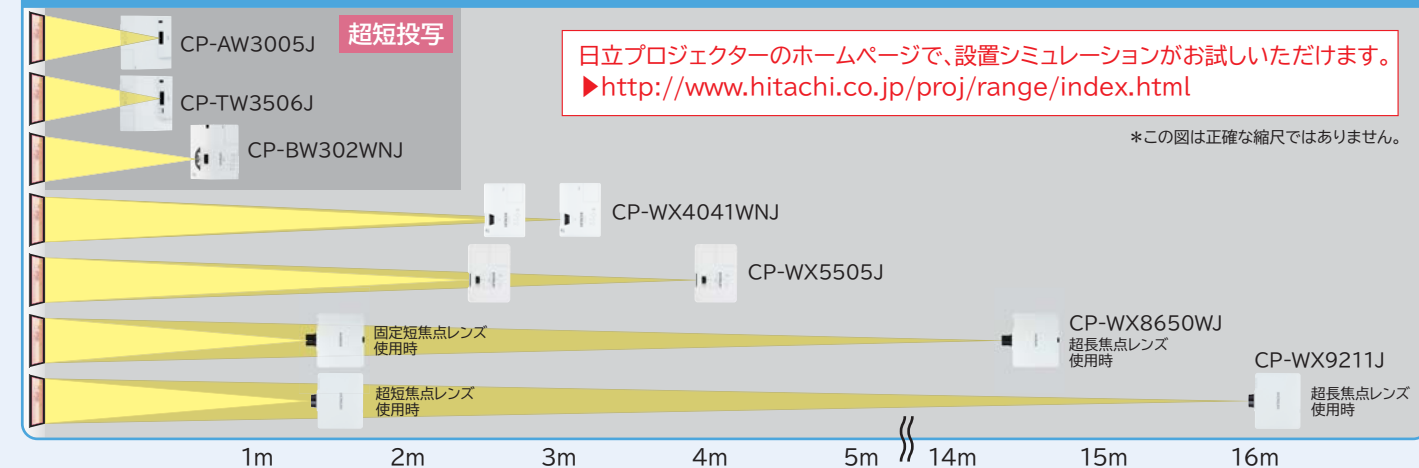 CP-AW3005J
超短投写
日立プロジェクターのホームページで、設置シミュレーションがお試しいただけます。
▶http://www.hitachi.co.jp/proj/range/index.html
CP-TW3506J
*この図は正確な縮尺ではありません。
CP-BW302WNJ
CP-WX4041WNJ
CP-WX5505J
固定短焦点レンズ
使用時
CP-WX8650WJ
超長焦点レンズ
使用時
CP-WX9211J
超短焦点レンズ
使用時
超長焦点レンズ
使用時
1m 2m 3m 4m 5m 14m 15m 16m